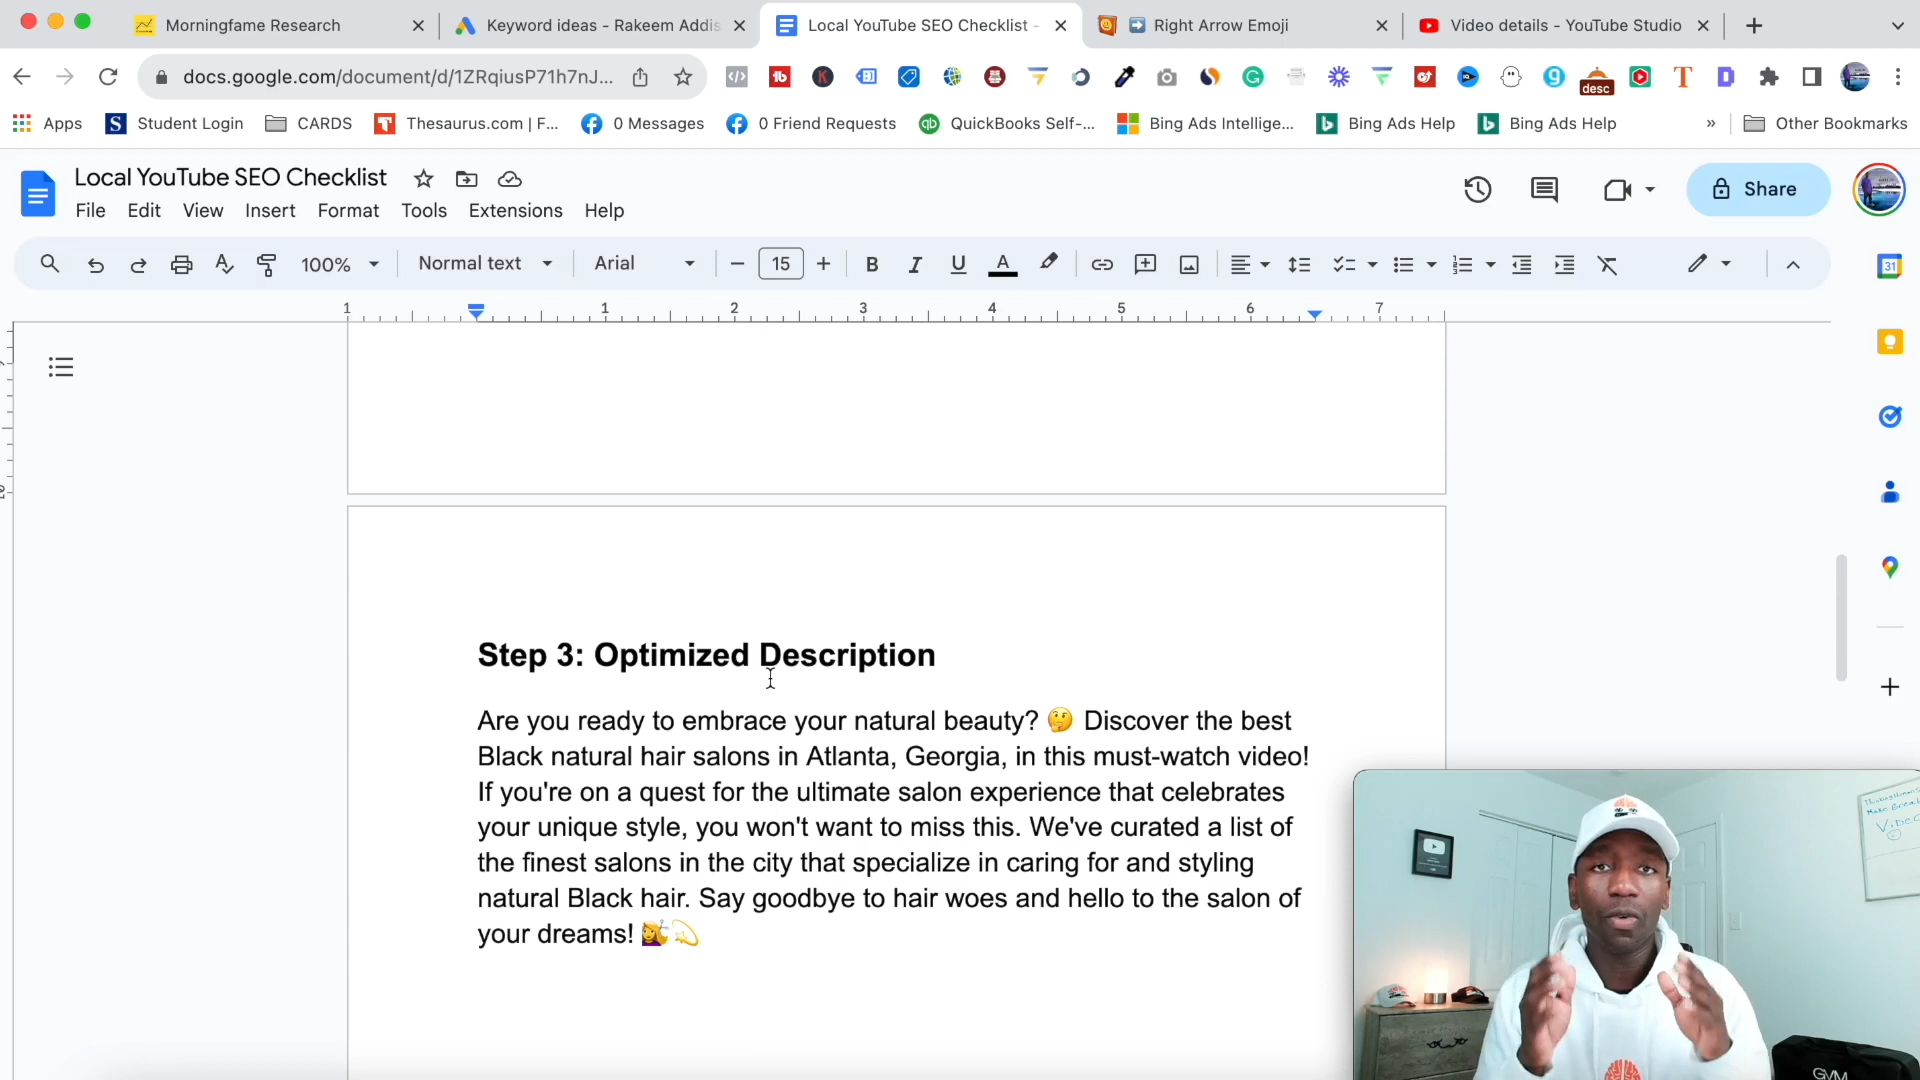 Morningfame Research
Keyword ideas - Rakeem Addis
Local YouTube SEO Checklist -
Right Arrow Emoji
Video details - YouTube Studio
docs.google.com/document/d/1ZRqiusP71h7nJ...
desc
Apps
Student Login
CARDS
Thesaurus.com | F...
0 Messages
0 Friend Requests
QuickBooks Self-...
Bing Ads Intellige...
Bing Ads Help
Bing Ads Help
»
Other Bookmarks
Local YouTube SEO Checklist
File Edit View Insert Format Tools Extensions Help
Share
100%
Normal text
Arial
15
1 1 2 3 4 5 6 7
Step 3: Optimized Description
Are you ready to embrace your natural beauty? 🤔 Discover the best
Black natural hair salons in Atlanta, Georgia, in this must-watch video!
If you're on a quest for the ultimate salon experience that celebrates
your unique style, you won't want to miss this. We've curated a list of
the finest salons in the city that specialize in caring for and styling
natural Black hair. Say goodbye to hair woes and hello to the salon of
your dreams! 💇‍♀️💫
GVM